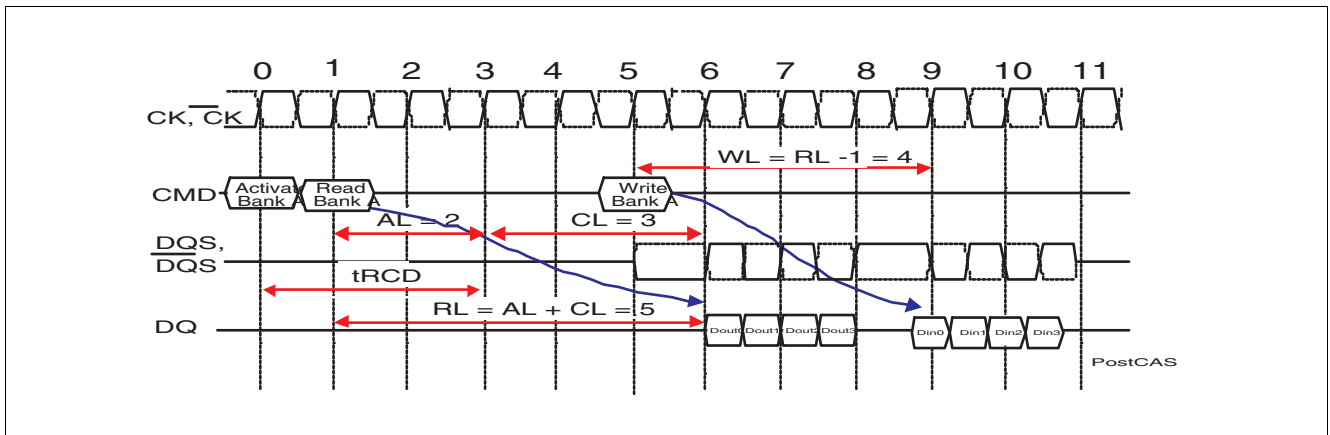 0 1 2 3 4 5 6 7 8 9 10 11
CK, C̅K̅
WL = RL -1 = 4
CMD
Activate
Bank A
Read
Bank A
Write
Bank A
AL = 2
CL = 3
DQS,
D̅Q̅S̅
tRCD
RL = AL + CL = 5
DQ
Dout0 Dout1 Dout2 Dout3
Din0 Din1 Din2 Din3
PostCAS